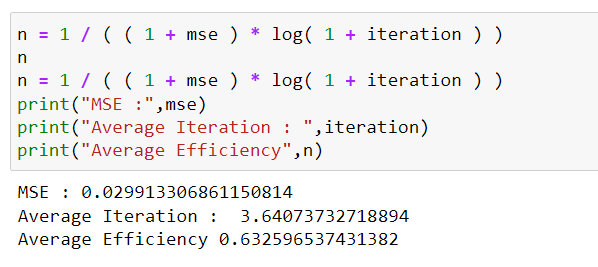 n = 1 / ( ( 1 + mse ) * log( 1 + iteration ) )
n
n = 1 / ( ( 1 + mse ) * log( 1 + iteration ) )
print("MSE :",mse)
print("Average Iteration : ",iteration)
print("Average Efficiency",n)
MSE : 0.029913306861150814
Average Iteration :  3.64073732718894
Average Efficiency 0.632596537431382